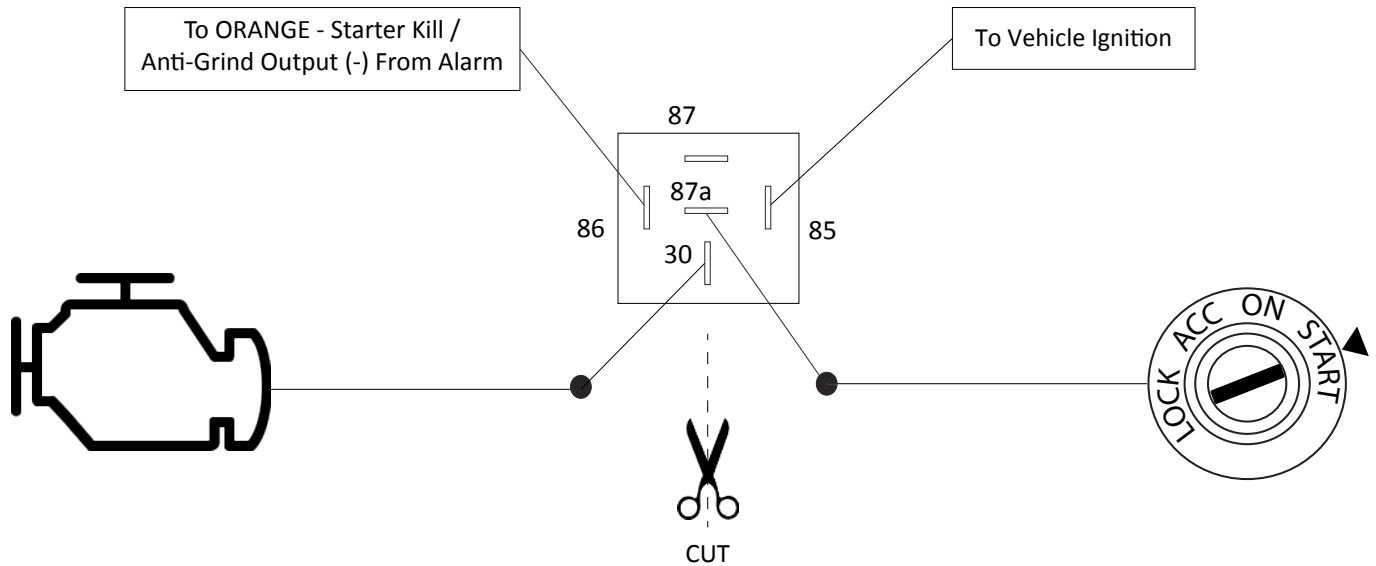 To ORANGE - Starter Kill /
Anti-Grind Output (-) From Alarm
To Vehicle Ignition
87
87a
86
85
30
LOCK ACC ON START
CUT